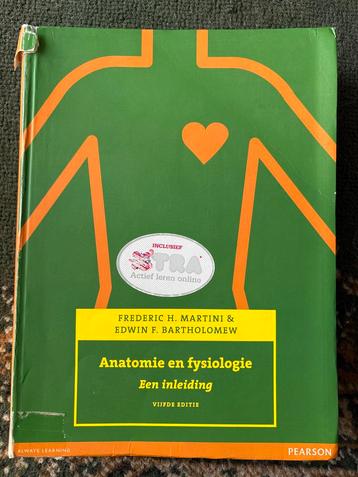 INCLUSIEF
XTRA
Actief leren online
FREDERIC H. MARTINI &
EDWIN F. BARTHOLOMEW
Anatomie en fysiologie
Een inleiding
VIJFDE EDITIE
ALWAYS LEARNING
PEARSON